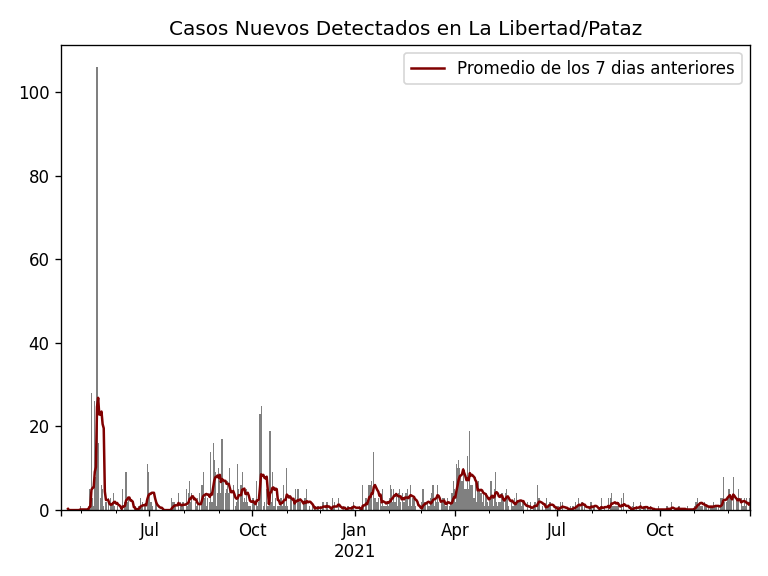 Casos Nuevos Detectados en La Libertad/Pataz
Promedio de los 7 dias anteriores
100
80
60
40
20
0
Jul Oct Jan Apr Jul Oct
2021